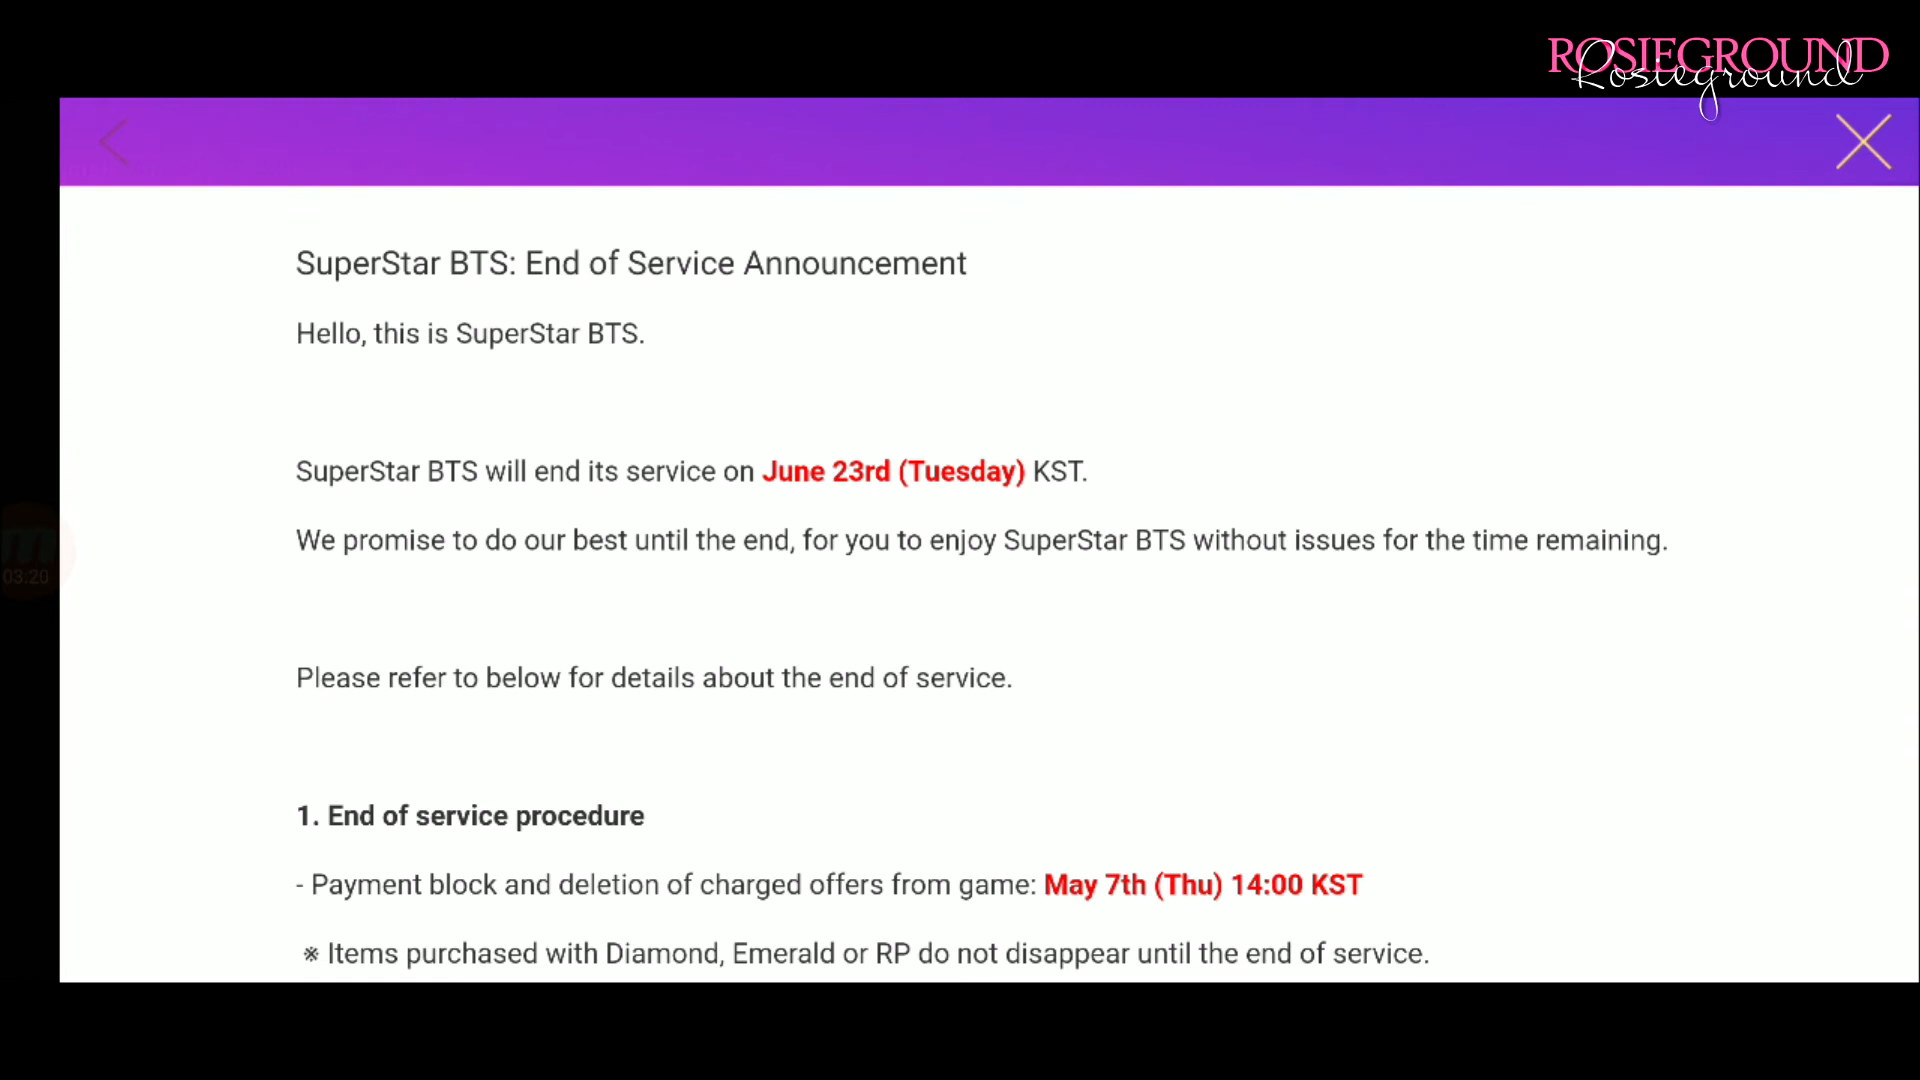 ROSIEGROUND
Rosieground
SuperStar BTS: End of Service Announcement
Hello, this is SuperStar BTS.
SuperStar BTS will end its service on June 23rd (Tuesday) KST.
We promise to do our best until the end, for you to enjoy SuperStar BTS without issues for the time remaining.
03:20
Please refer to below for details about the end of service.
1. End of service procedure
- Payment block and deletion of charged offers from game: May 7th (Thu) 14:00 KST
※ Items purchased with Diamond, Emerald or RP do not disappear until the end of service.